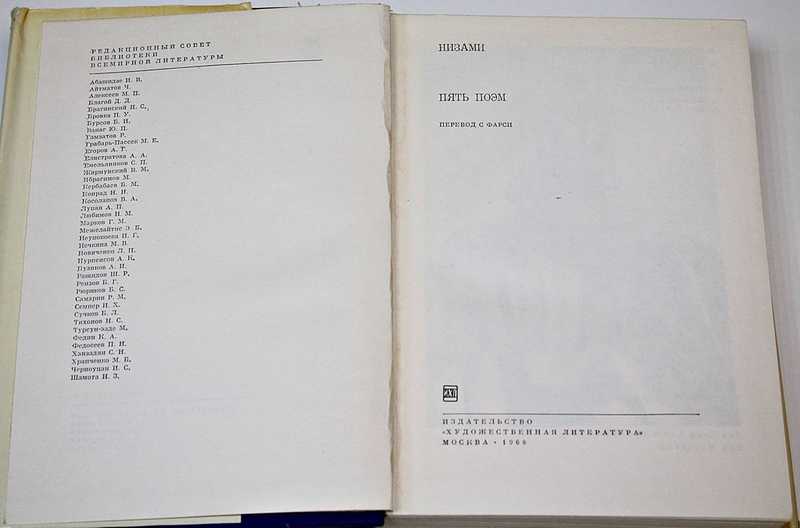 РЕДАКЦИОННЫЙ СОВЕТ
БИБЛИОТЕКИ
ВСЕМИРНОЙ ЛИТЕРАТУРЫ
Абашидзе И. В.
Айтматов Ч.
Алексеев М. П.
Благой Д. Д.
Брагинский И. С.
Бровка П. У.
Бурсов Б. И.
Ванаг Ю. П.
Гамзатов Р.
Грабарь-Пассек М. Е.
Егоров А. Г.
Елистратова А. А.
Емельяников С. П.
Жирмунский В. М.
Ибрагимов М.
Кербабаев Б. М.
Конрад Н. И.
Косолапов В. А.
Лупан А. П.
Любимов Н. М.
Марков Г. М.
Межелайтис Э. Б.
Неупокоева И. Г.
Нечкина М. В.
Новиченко Л. Н.
Нурпеисов А. К.
Пузиков А. И.
Рашидов Ш. Р.
Реизов Б. Г.
Рюриков Б. С.
Самарин Р. М.
Семпер И. Х.
Сучков Б. Л.
Тихонов Н. С.
Турсун-заде М.
Федин К. А.
Федосеев П. Н.
Ханзадян С. Н.
Храпченко М. Б.
Черноуцан И. С.
Шамота Н. З.
НИЗАМИ
ПЯТЬ ПОЭМ
ПЕРЕВОД С ФАРСИ
ИЗДАТЕЛЬСТВО
«ХУДОЖЕСТВЕННАЯ ЛИТЕРАТУРА»
МОСКВА · 1968